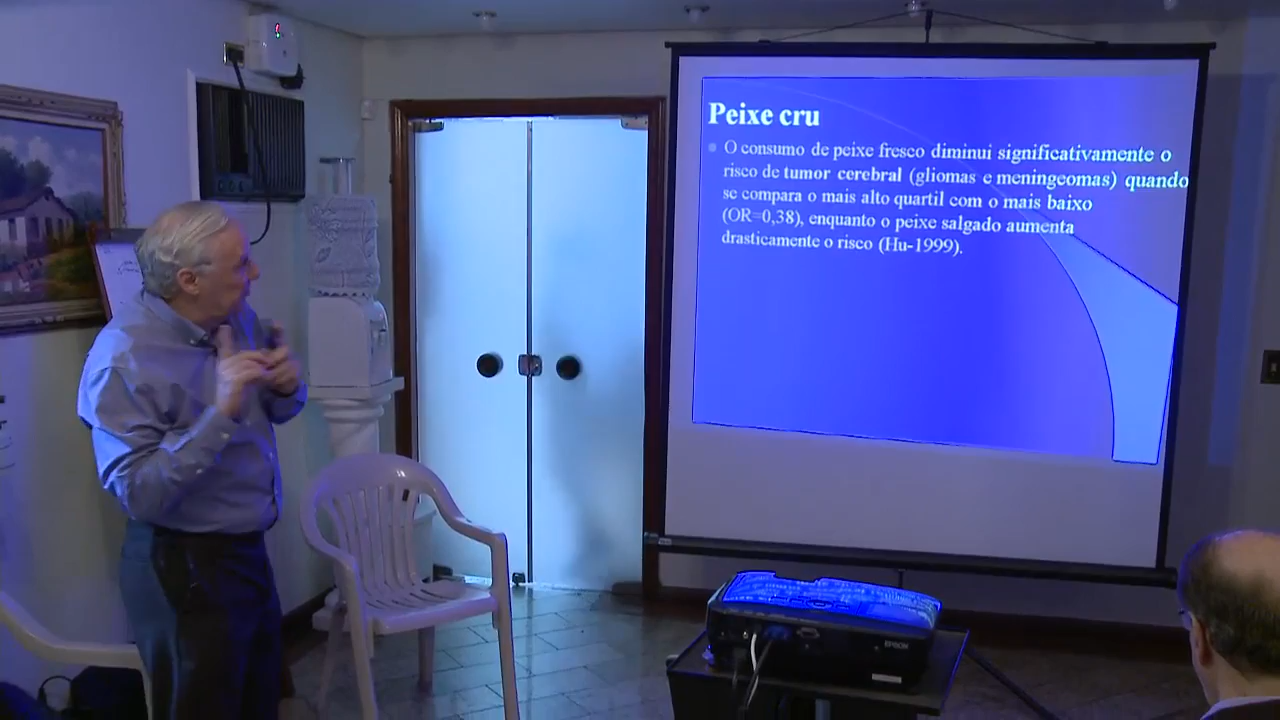 Peixe cru
O consumo de peixe fresco diminui significativamente o
risco de tumor cerebral (gliomas e meningeomas) quando
se compara o mais alto quartil com o mais baixo
(OR=0,38), enquanto o peixe salgado aumenta
drasticamente o risco (Hu-1999).
EPSON